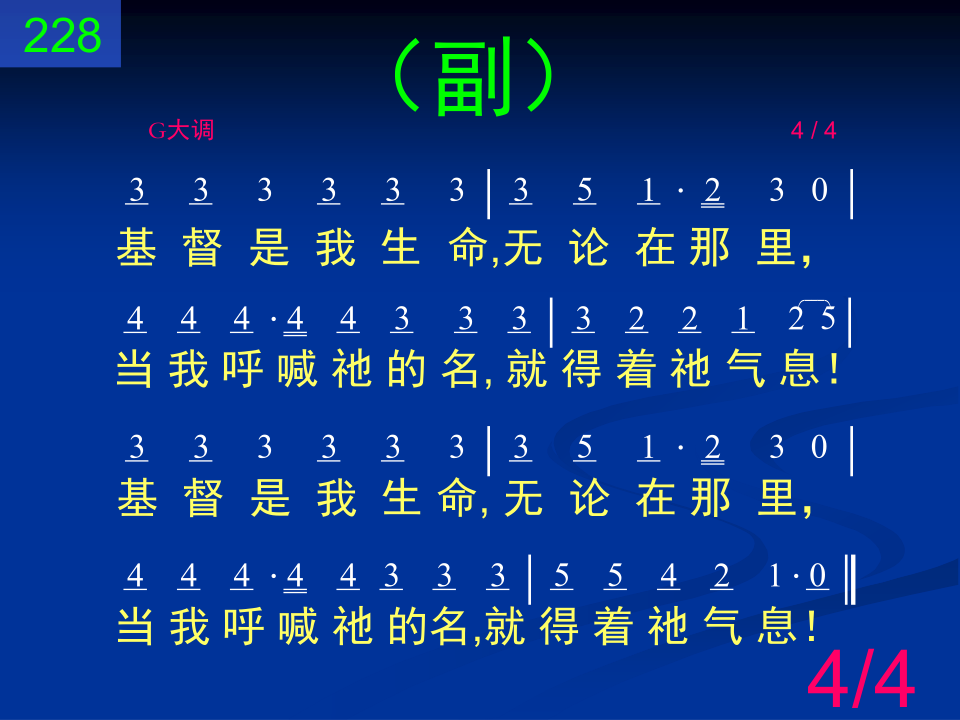 228
（副）
G大调 4 / 4
3 3 3 3 3 3 | 3 5 1 · 2 3 0 |
基 督 是 我 生 命,无 论 在 那 里，
4 4 4 · 4 4 3 3 3 | 3 2 2 1 2 5 |
当 我 呼 喊 祂 的 名, 就 得 着 祂 气 息！
3 3 3 3 3 3 | 3 5 1 · 2 3 0 |
基 督 是 我 生 命, 无 论 在 那 里，
4 4 4 · 4 4 3 3 3 | 5 5 4 2 1 · 0 ‖
当 我 呼 喊 祂 的名,就 得 着 祂 气 息！
4/4